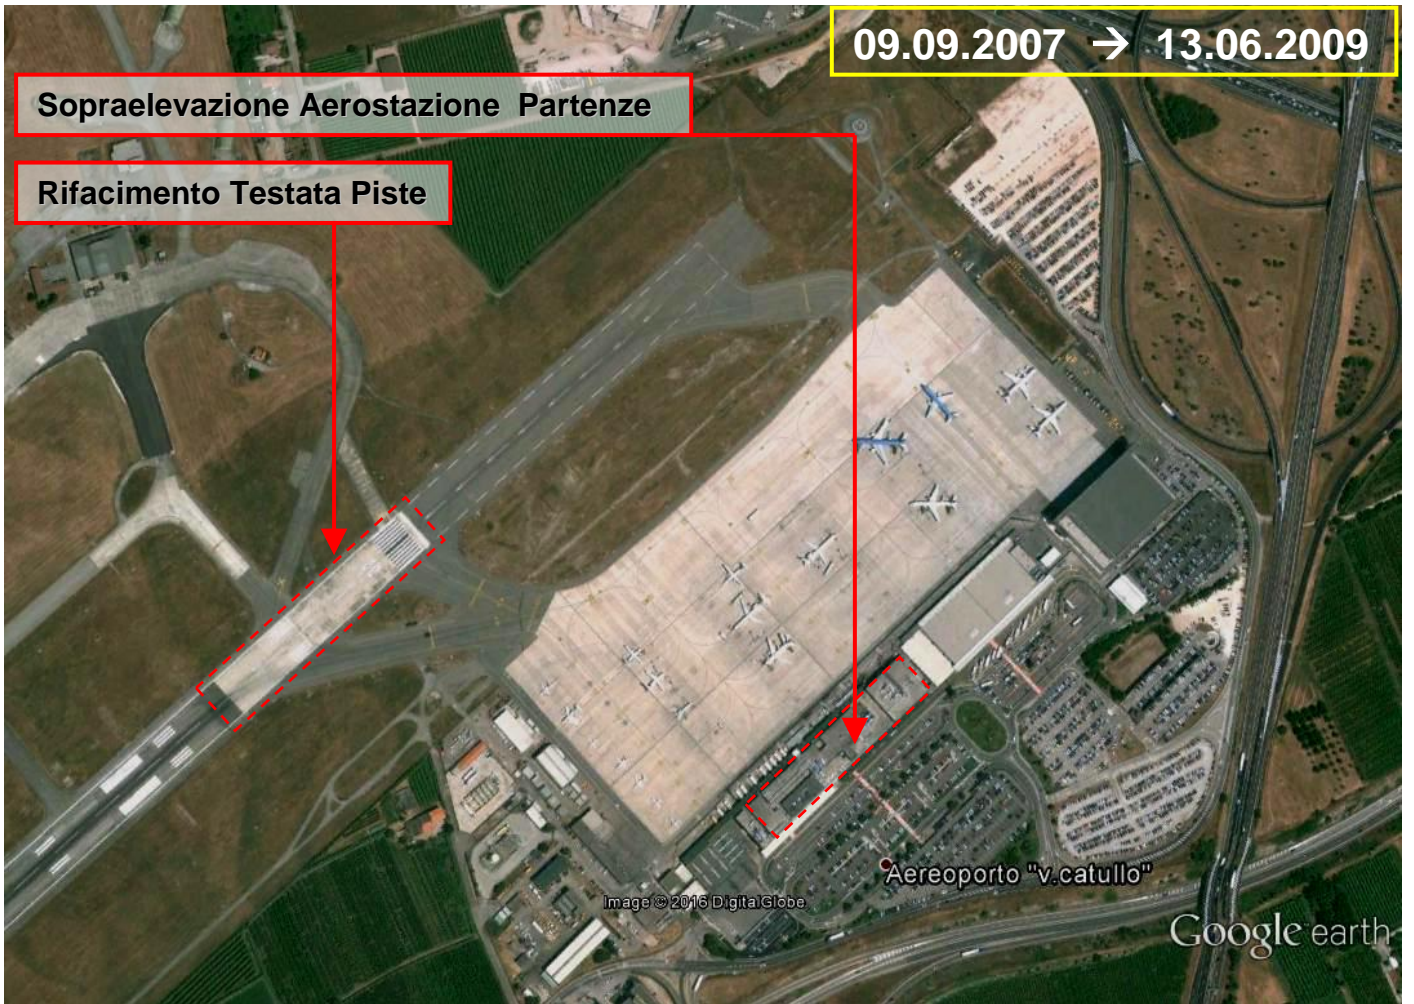 09.09.2007 → 13.06.2009
Sopraelevazione Aerostazione Partenze
Rifacimento Testata Piste
Aereoporto "v.catullo"
Image © 2016 DigitalGlobe
Google earth